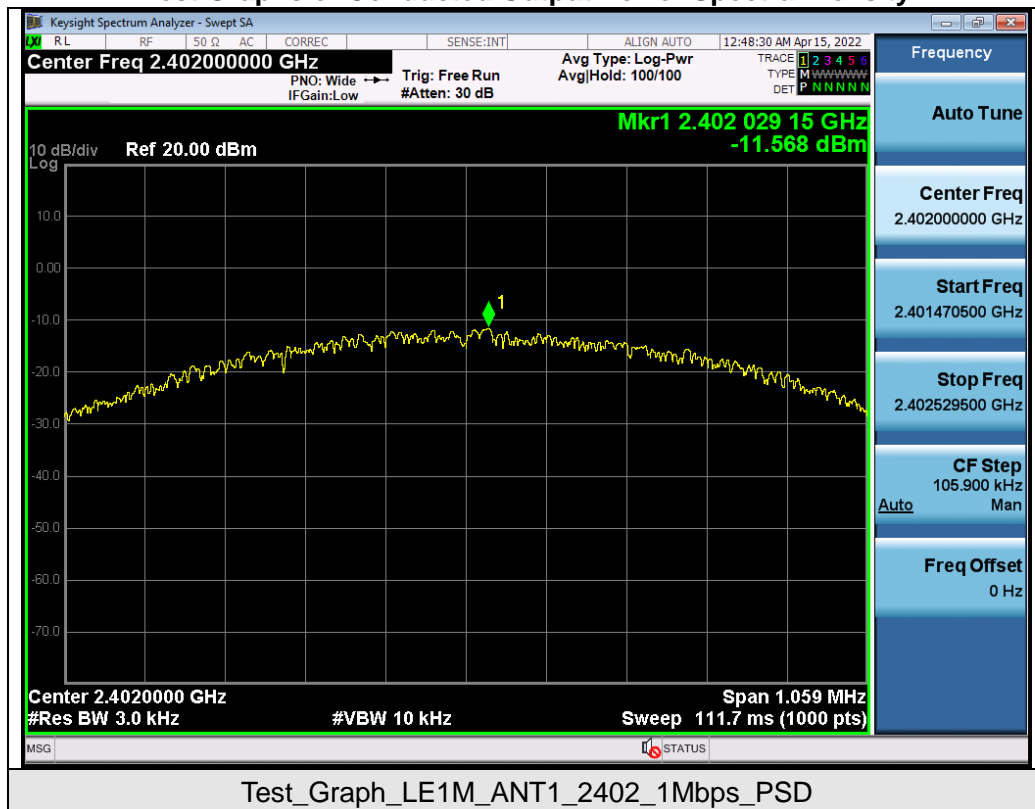 Keysight Spectrum Analyzer - Swept SA
LXI RL RF 50 Ω AC CORREC SENSE:INT ALIGN AUTO 12:48:30 AM Apr 15, 2022
Center Freq 2.402000000 GHz Avg Type: Log-Pwr TRACE 1 2 3 4 5 6
PNO: Wide Trig: Free Run Avg|Hold: 100/100 TYPE M WWWWW
IFGain:Low #Atten: 30 dB DET P N N N N N
Frequency
Auto Tune
Center Freq
2.402000000 GHz
Start Freq
2.401470500 GHz
Stop Freq
2.402529500 GHz
CF Step
105.900 kHz
Auto Man
Freq Offset
0 Hz
Mkr1 2.402 029 15 GHz
-11.568 dBm
10 dB/div Ref 20.00 dBm
Log
10.0
0.00
-10.0
-20.0
-30.0
-40.0
-50.0
-60.0
-70.0
1
Center 2.4020000 GHz Span 1.059 MHz
#Res BW 3.0 kHz #VBW 10 kHz Sweep 111.7 ms (1000 pts)
MSG STATUS
Test_Graph_LE1M_ANT1_2402_1Mbps_PSD